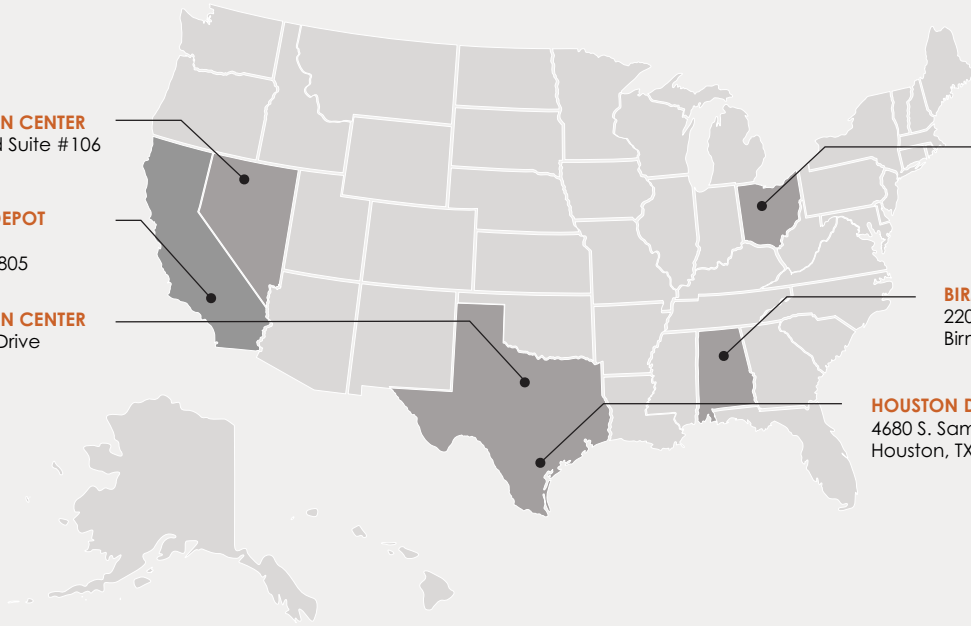 N CENTER
d Suite #106
DEPOT
805
N CENTER
Drive
BIR
220
Birr
HOUSTON D
4680 S. Sam
Houston, TX